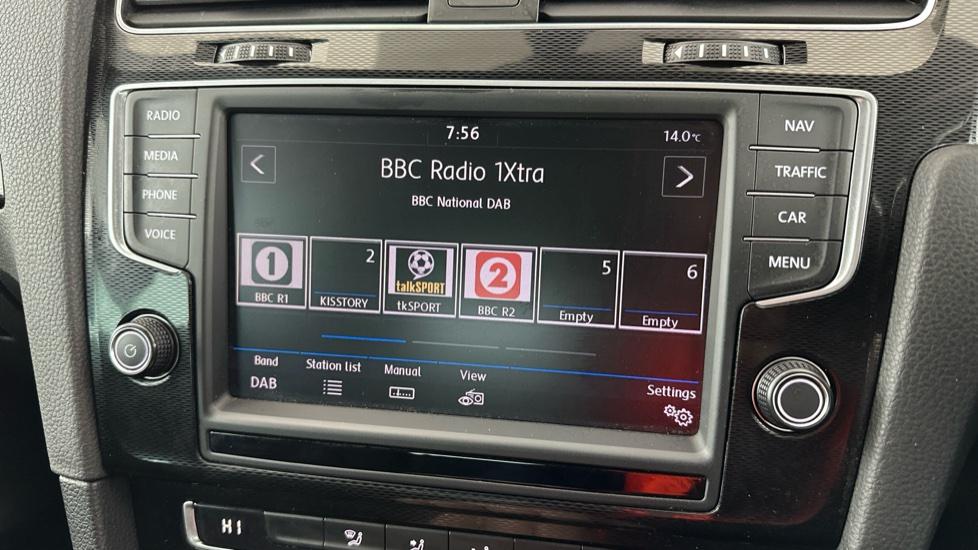 RADIO
MEDIA
PHONE
VOICE
7:56
14.0°C
BBC Radio 1Xtra
BBC National DAB
1
BBC R1
2
KISSTORY
talkSPORT
tkSPORT
2
BBC R2
5
Empty
6
Empty
Band
DAB
Station list
Manual
View
Settings
NAV
TRAFFIC
CAR
MENU
HI